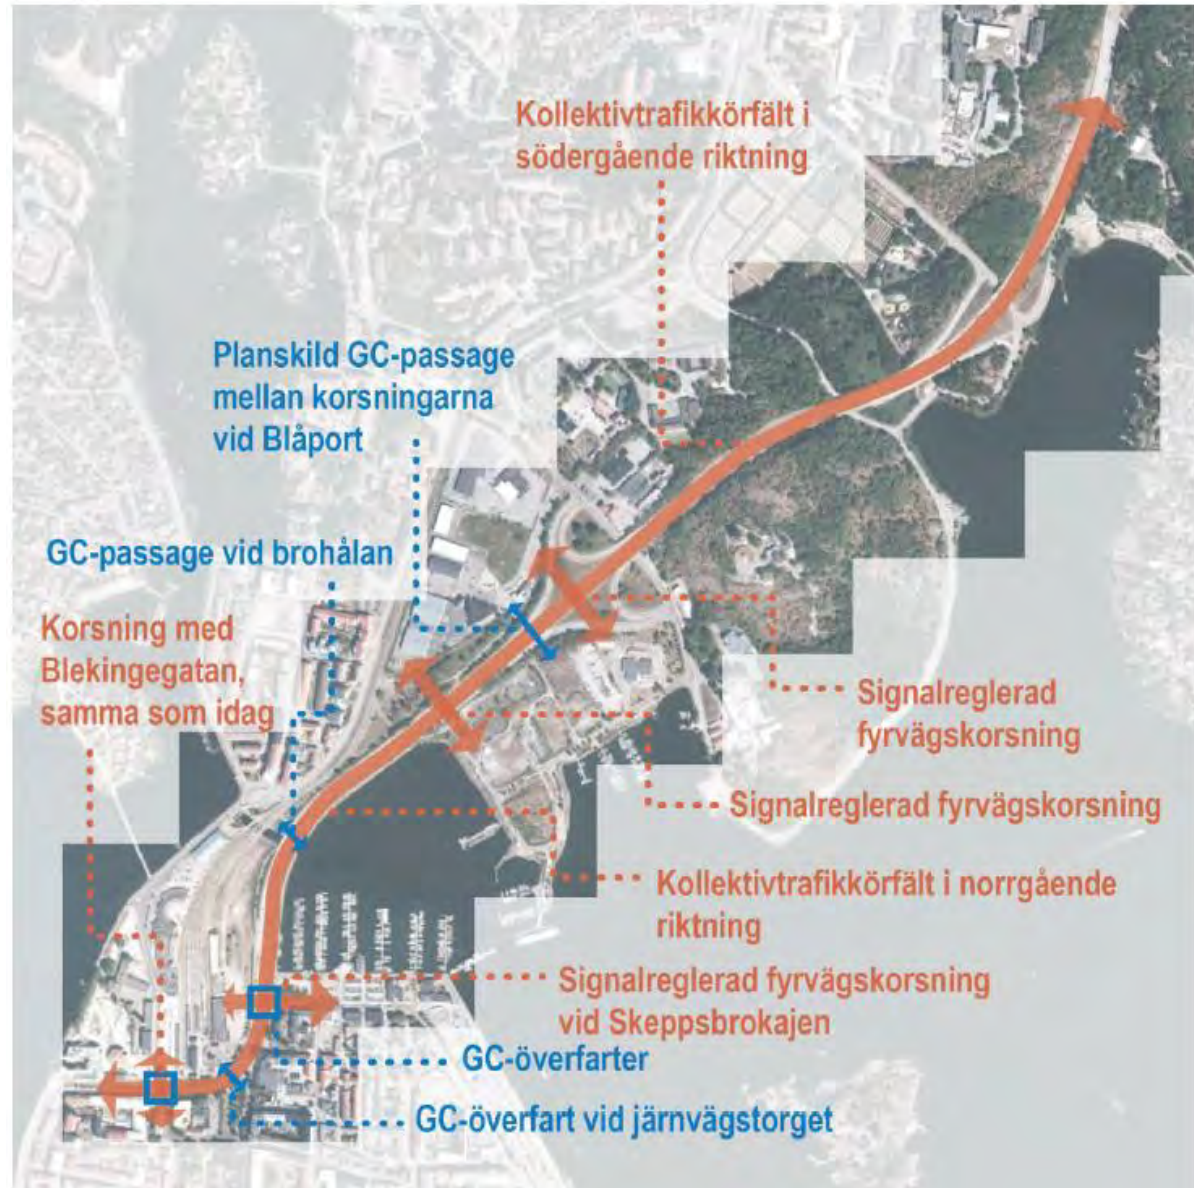 Kollektivtrafikkörfält i
södergående riktning
Planskild GC-passage
mellan korsningarna
vid Blåport
GC-passage vid brohålan
Korsning med
Blekingegatan,
samma som idag
Signalreglerad
fyrvägskorsning
Signalreglerad fyrvägskorsning
Kollektivtrafikkörfält i norrgående
riktning
Signalreglerad fyrvägskorsning
vid Skeppsbrokajen
GC-överfarter
GC-överfart vid järnvägstorget